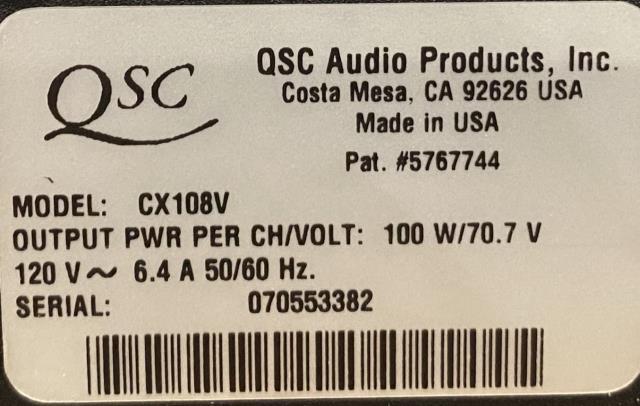 QSC
QSC Audio Products, Inc.
Costa Mesa, CA 92626 USA
Made in USA
Pat. #5767744
MODEL: CX108V
OUTPUT PWR PER CH/VOLT: 100 W/70.7 V
120 V~ 6.4 A 50/60 Hz.
SERIAL: 070553382